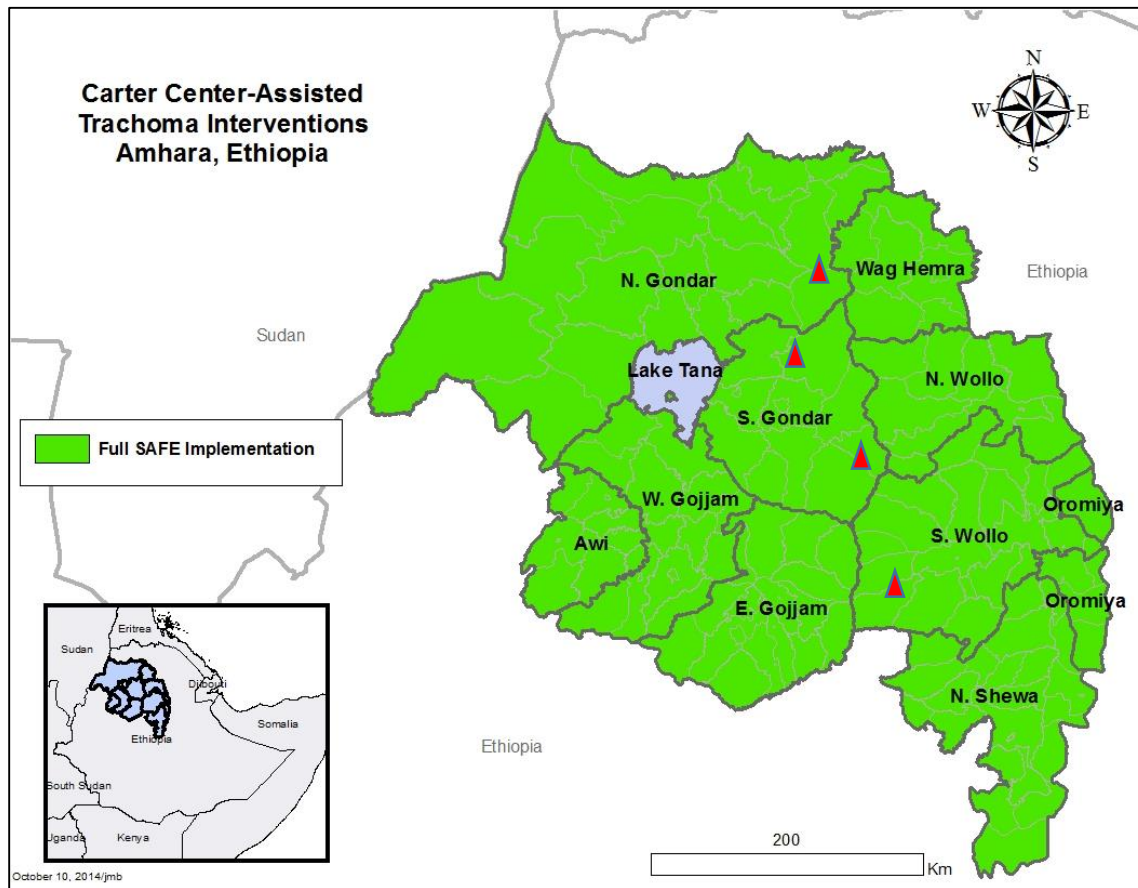 Carter Center-Assisted
Trachoma Interventions
Amhara, Ethiopia
N
W
E
S
Wag Hemra
Ethiopia
N. Gondar
Sudan
Lake Tana
N. Wollo
S. Gondar
Full SAFE Implementation
W. Gojjam
Oromiya
Awi
S. Wollo
E. Gojjam
Oromiya
N. Shewa
Ethiopia
Eritrea
Sudan
Djibouti
Somalia
Ethiopia
South Sudan
Uganda
Kenya
200
Km
October 10, 2014/jmb